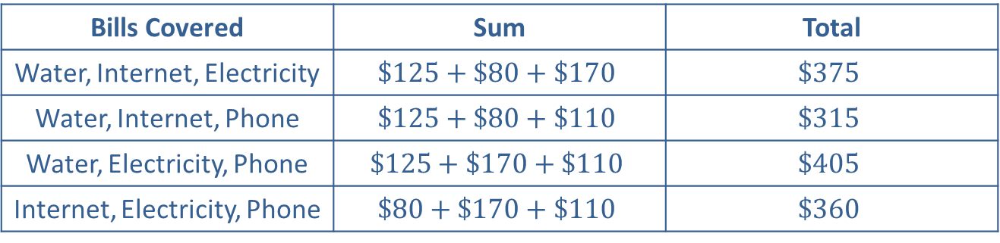 Bills Covered Sum Total
Water, Internet, Electricity $125 + $80 + $170 $375
Water, Internet, Phone $125 + $80 + $110 $315
Water, Electricity, Phone $125 + $170 + $110 $405
Internet, Electricity, Phone $80 + $170 + $110 $360